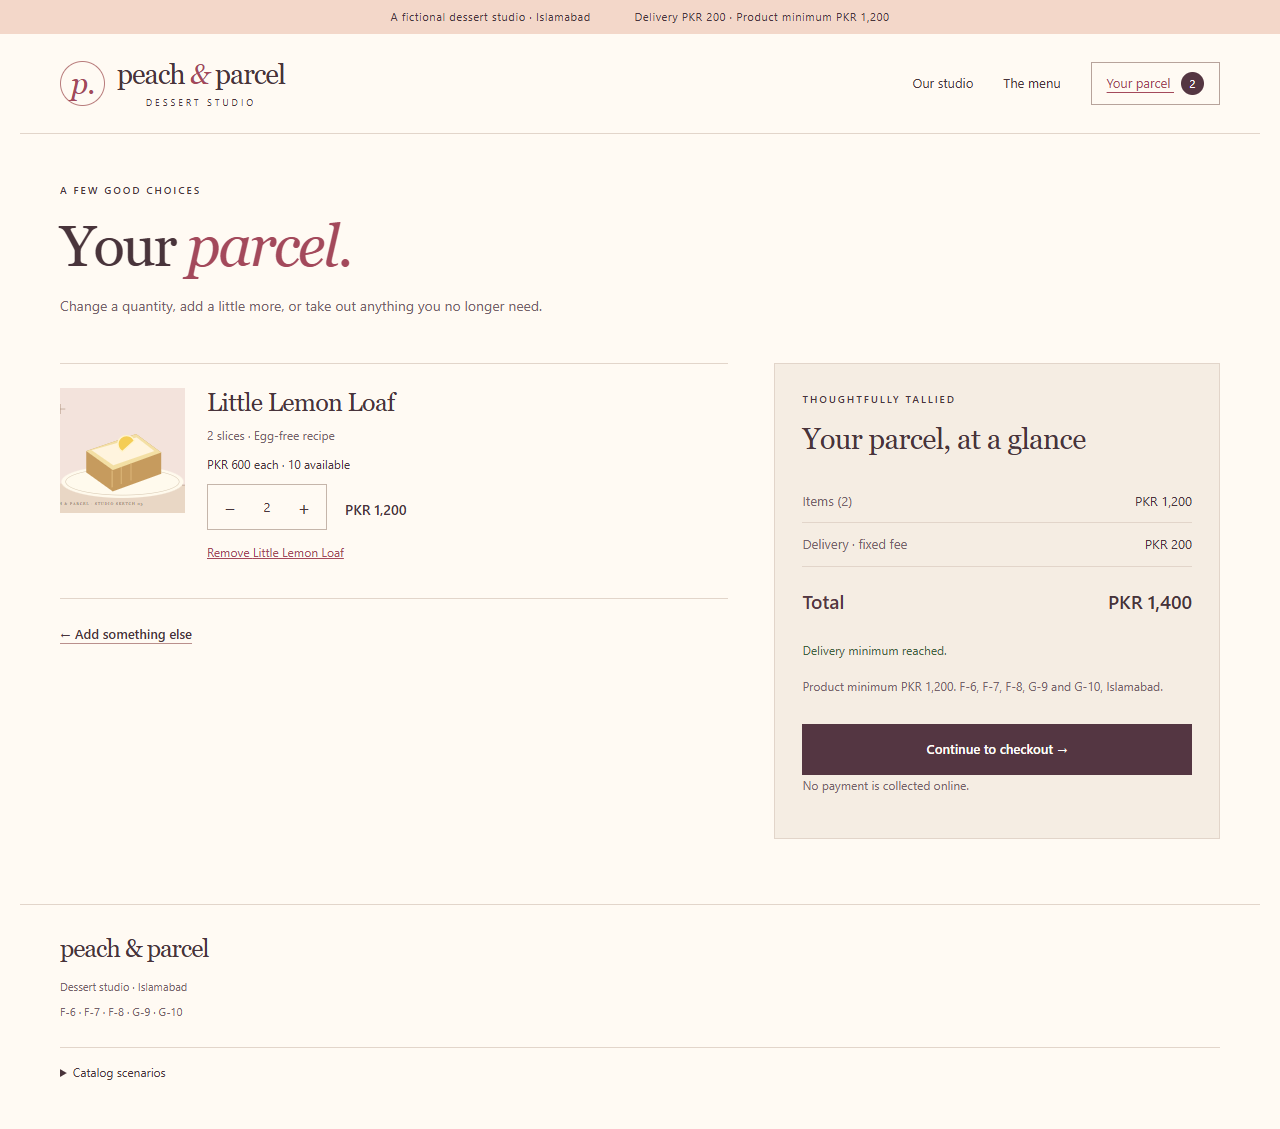 A fictional dessert studio · Islamabad
Delivery PKR 200 · Product minimum PKR 1,200
p.
peach & parcel
DESSERT STUDIO
Our studio
The menu
Your parcel 2
A FEW GOOD CHOICES
Your parcel.
Change a quantity, add a little more, or take out anything you no longer need.
Little Lemon Loaf
2 slices · Egg-free recipe
PKR 600 each · 10 available
− 2 +
PKR 1,200
Remove Little Lemon Loaf
← Add something else
THOUGHTFULLY TALLIED
Your parcel, at a glance
Items (2) PKR 1,200
Delivery · fixed fee PKR 200
Total PKR 1,400
Delivery minimum reached.
Product minimum PKR 1,200. F-6, F-7, F-8, G-9 and G-10, Islamabad.
Continue to checkout →
No payment is collected online.
peach & parcel
Dessert studio · Islamabad
F-6 · F-7 · F-8 · G-9 · G-10
▶ Catalog scenarios